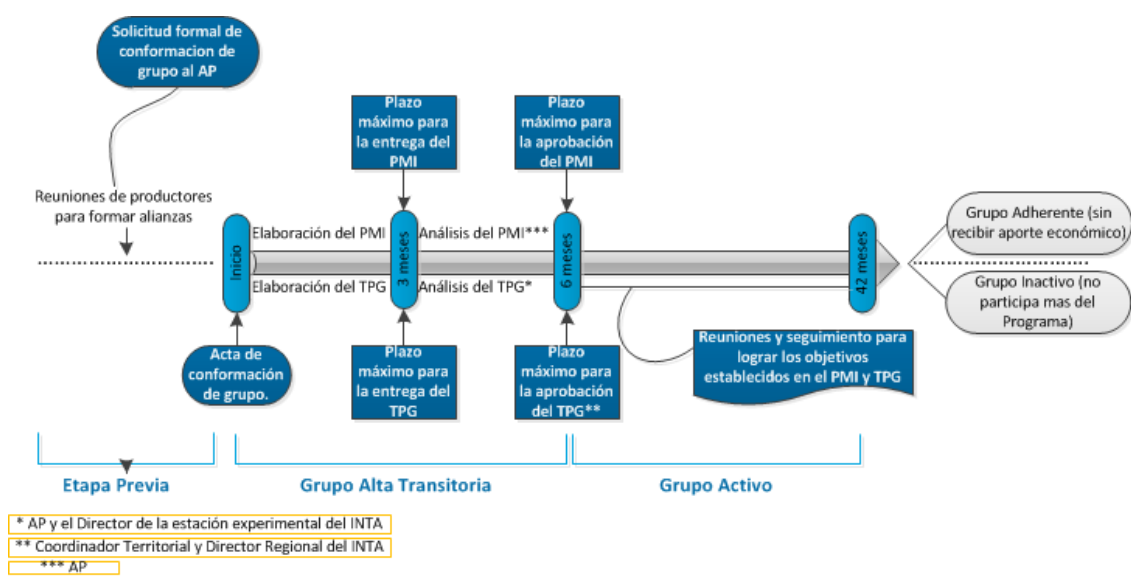 Solicitud formal de
conformacion de
grupo al AP
Plazo
máximo para
la entrega del
PMI
Plazo
máximo para
la aprobación
del PMI
Reuniones de productores
para formar alianzas
Grupo Adherente (sin
recibir aporte económico)
Inicio
Elaboración del PMI
3 meses
Análisis del PMI***
6 meses
42 meses
Elaboración del TPG
Análisis del TPG*
Grupo Inactivo (no
participa mas del
Programa)
Acta de
conformación
de grupo.
Plazo
máximo para
la entrega del
TPG
Plazo
máximo para
la aprobación
del TPG**
Reuniones y seguimiento para
lograr los objetivos
establecidos en el PMI y TPG
Etapa Previa
Grupo Alta Transitoria
Grupo Activo
* AP y el Director de la estación experimental del INTA
** Coordinador Territorial y Director Regional del INTA
*** AP